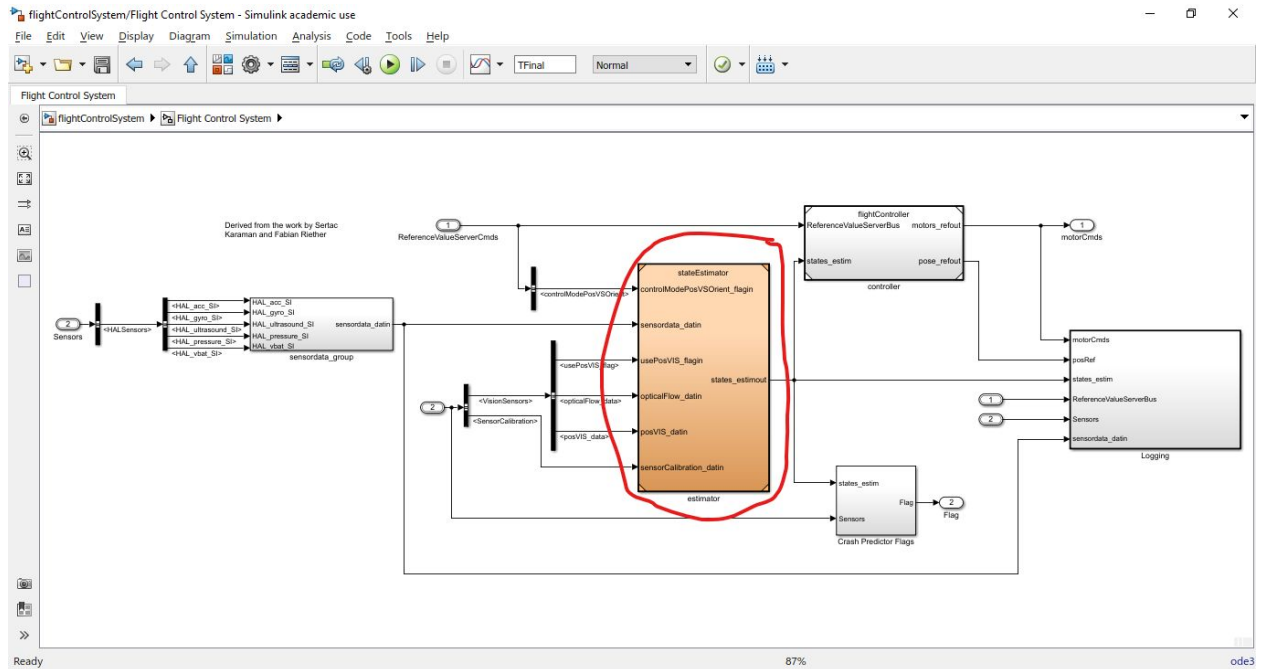 flightControlSystem/Flight Control System - Simulink academic use
File Edit View Display Diagram Simulation Analysis Code Tools Help
TFinal
Normal
Flight Control System
flightControlSystem
Flight Control System
Derived from the work by Sertac
Karaman and Fabian Riether
1
ReferenceValueServerCmds
<controlModePosVSOrient>
2
Sensors
<HALSensors>
<HAL_acc_SI>
<HAL_gyro_SI>
<HAL_ultrasound_SI>
<HAL_pressure_SI>
<HAL_vbat_SI>
HAL_acc_SI
HAL_gyro_SI
HAL_ultrasound_SI
HAL_pressure_SI
HAL_vbat_SI
sensordata_datin
sensordata_group
2
<VisionSensors>
<SensorCalibration>
<usePosVIS_flag>
<opticalFlow_data>
<posVIS_data>
stateEstimator
controlModePosVSOrient_flagin
sensordata_datin
usePosVIS_flagin
states_estimout
opticalFlow_datin
posVIS_datin
sensorCalibration_datin
estimator
flightController
ReferenceValueServerBus
motors_refout
states_estim
pose_refout
controller
1
motorCmds
motorCmds
posRef
states_estim
1
ReferenceValueServerBus
2
Sensors
sensordata_datin
Logging
states_estim
Flag
Sensors
Crash Predictor Flags
2
Flag
Ready
87%
ode3